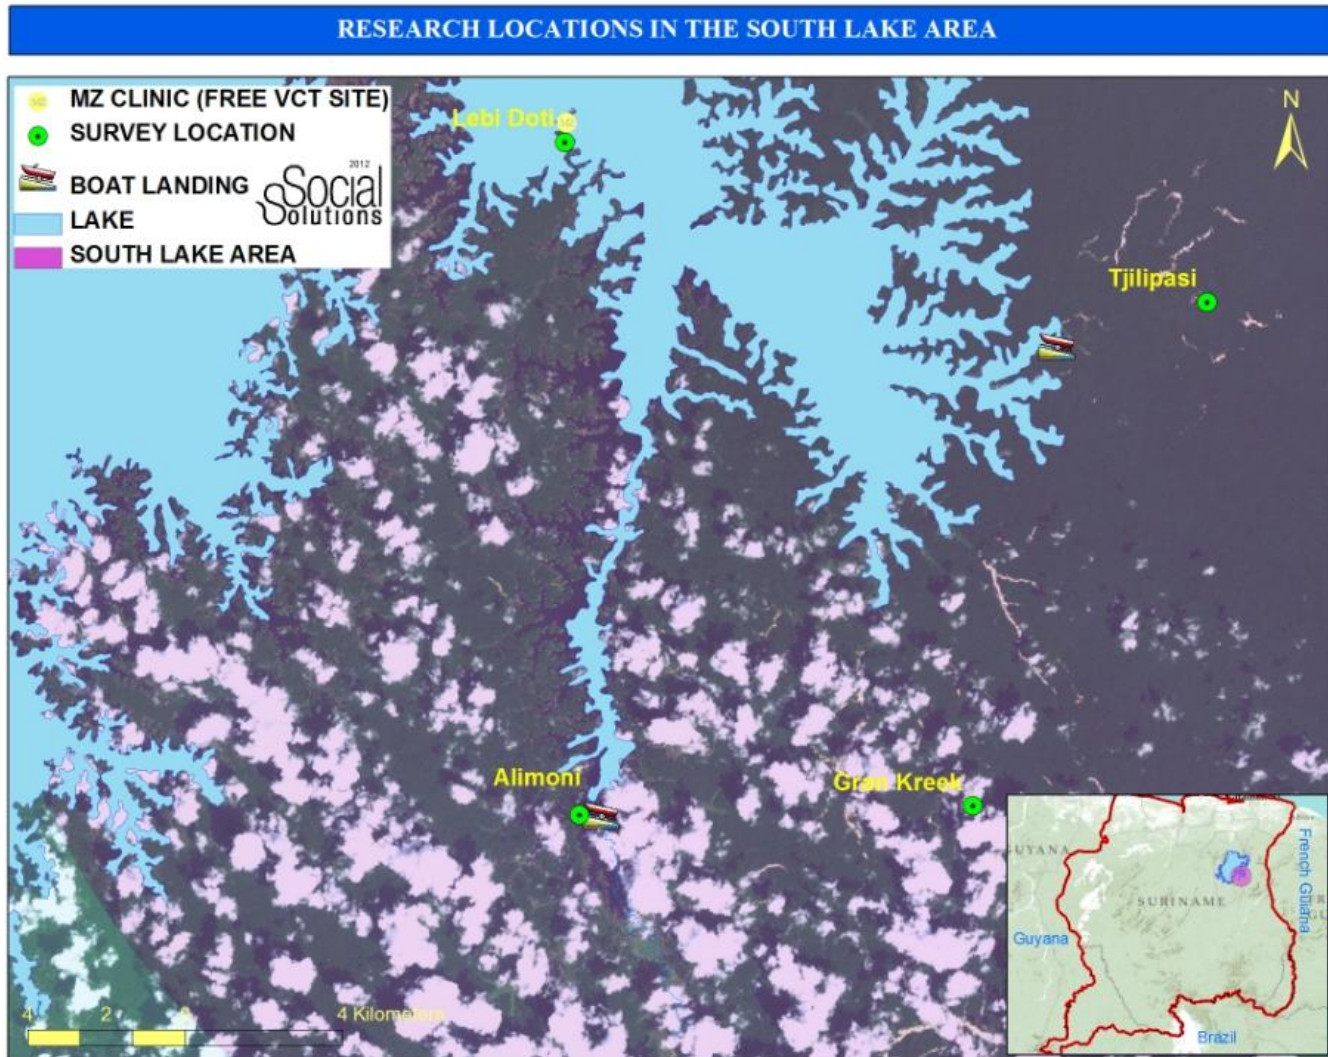 RESEARCH LOCATIONS IN THE SOUTH LAKE AREA
MZ CLINIC (FREE VCT SITE)
SURVEY LOCATION
BOAT LANDING
2012
Social
Solutions
LAKE
SOUTH LAKE AREA
Lebi Doti
MZ
N
Tjilipasi
Alimoni
Gran Kreek
4 2 0 4 Kilometers
GUYANA
SURINAME
French Guiana
Guyana
Brazil